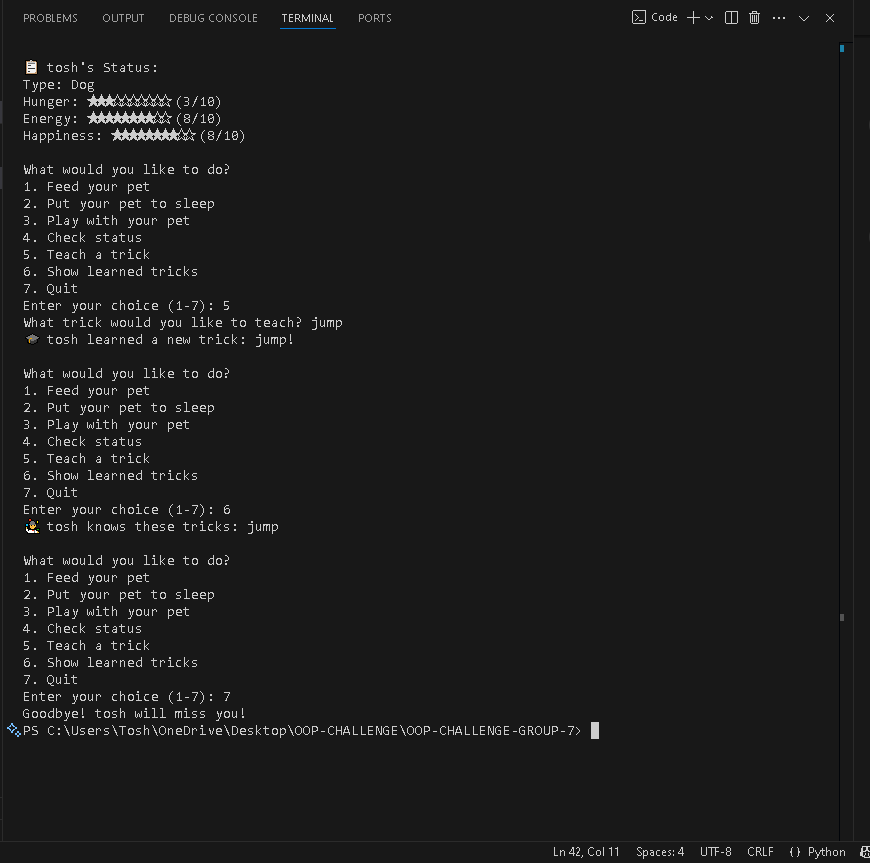 PROBLEMS OUTPUT DEBUG CONSOLE TERMINAL PORTS Code
📋 tosh's Status:
Type: Dog
Hunger: ★★★☆☆☆☆☆☆☆ (3/10)
Energy: ★★★★★★★★☆☆ (8/10)
Happiness: ★★★★★★★★☆☆ (8/10)
What would you like to do?
1. Feed your pet
2. Put your pet to sleep
3. Play with your pet
4. Check status
5. Teach a trick
6. Show learned tricks
7. Quit
Enter your choice (1-7): 5
What trick would you like to teach? jump
🎓 tosh learned a new trick: jump!
What would you like to do?
1. Feed your pet
2. Put your pet to sleep
3. Play with your pet
4. Check status
5. Teach a trick
6. Show learned tricks
7. Quit
Enter your choice (1-7): 6
tosh knows these tricks: jump
What would you like to do?
1. Feed your pet
2. Put your pet to sleep
3. Play with your pet
4. Check status
5. Teach a trick
6. Show learned tricks
7. Quit
Enter your choice (1-7): 7
Goodbye! tosh will miss you!
PS C:\Users\Tosh\OneDrive\Desktop\OOP-CHALLENGE\OOP-CHALLENGE-GROUP-7>
Ln 42, Col 11 Spaces: 4 UTF-8 CRLF {} Python